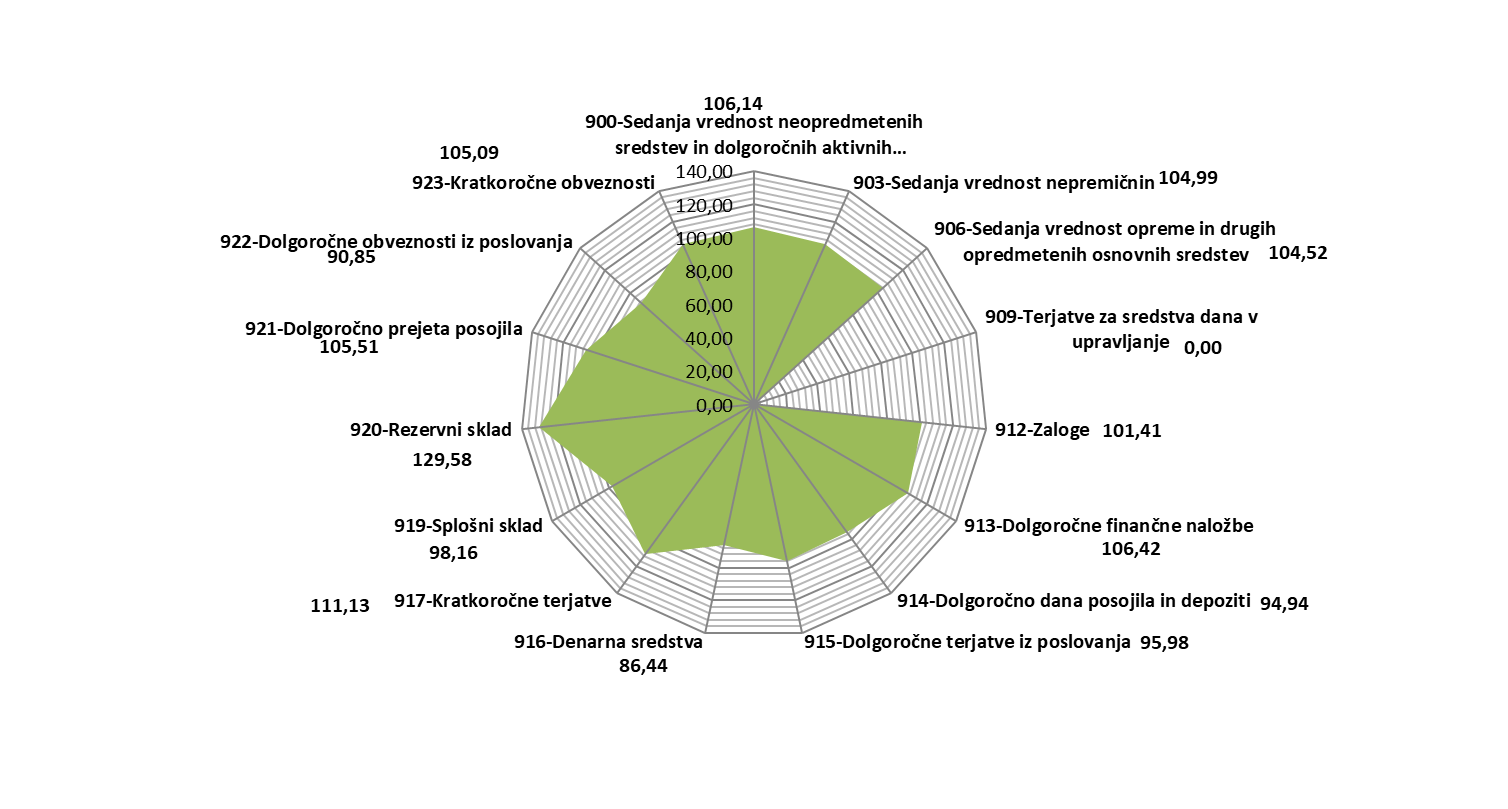 106,14
900-Sedanja vrednost neopredmetenih
sredstev in dolgoročnih aktivnih...
903-Sedanja vrednost nepremičnin 104,99
906-Sedanja vrednost opreme in drugih
opredmetenih osnovnih sredstev 104,52
909-Terjatve za sredstva dana v
upravljanje 0,00
912-Zaloge 101,41
913-Dolgoročne finančne naložbe
106,42
914-Dolgoročno dana posojila in depoziti 94,94
915-Dolgoročne terjatve iz poslovanja 95,98
916-Denarna sredstva
86,44
917-Kratkoročne terjatve
111,13
919-Splošni sklad
98,16
920-Rezervni sklad
129,58
921-Dolgoročno prejeta posojila
105,51
922-Dolgoročne obveznosti iz poslovanja
90,85
105,09
923-Kratkoročne obveznosti
140,00
120,00
100,00
80,00
60,00
40,00
20,00
0,00